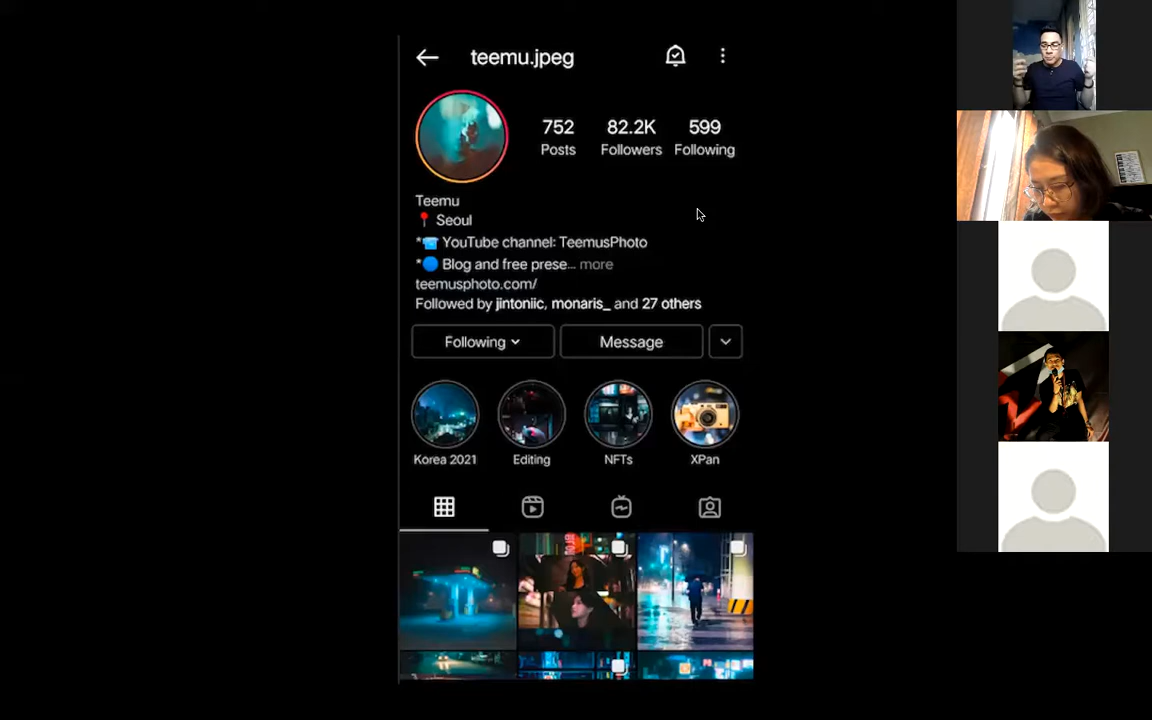 teemu.jpeg
752 82.2K 599
Posts Followers Following
Teemu
📍 Seoul
*📹 YouTube channel: TeemusPhoto
*🔵 Blog and free prese... more
teemusphoto.com/
Followed by jintoniic, monaris_ and 27 others
Following Message
Korea 2021 Editing NFTs XPan